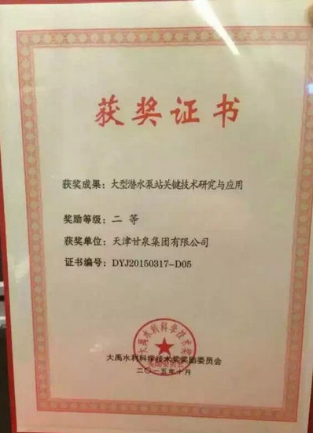 获奖证书
获奖成果：大型潜水泵站关键技术研究与应用
奖励等级：二 等
获奖单位：天津甘泉集团有限公司
证书编号：DYJ20150317-D05
大禹水利科学技术奖奖励委员会
二〇一五年十月